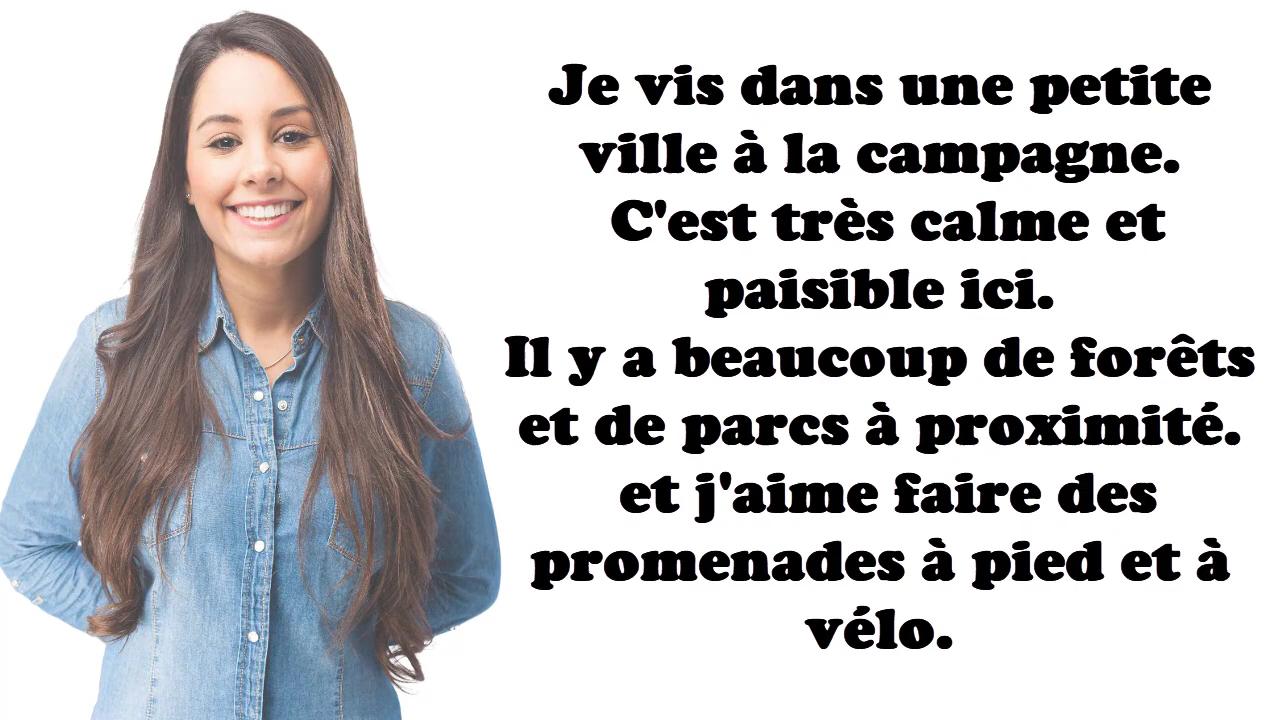 Je vis dans une petite
ville à la campagne.
C'est très calme et
paisible ici.
Il y a beaucoup de forêts
et de parcs à proximité.
et j'aime faire des
promenades à pied et à
vélo.